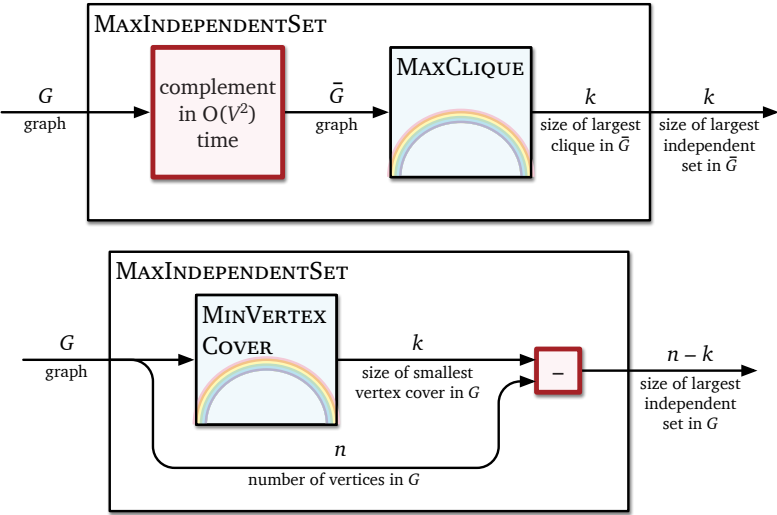 MAXINDEPENDENTSET
G
graph
complement
in O(V²)
time
Ḡ
graph
MAXCLIQUE
k
size of largest
clique in Ḡ
k
size of largest
independent
set in Ḡ
MAXINDEPENDENTSET
G
graph
MINVERTEX
COVER
k
size of smallest
vertex cover in G
–
n
number of vertices in G
n – k
size of largest
independent
set in G